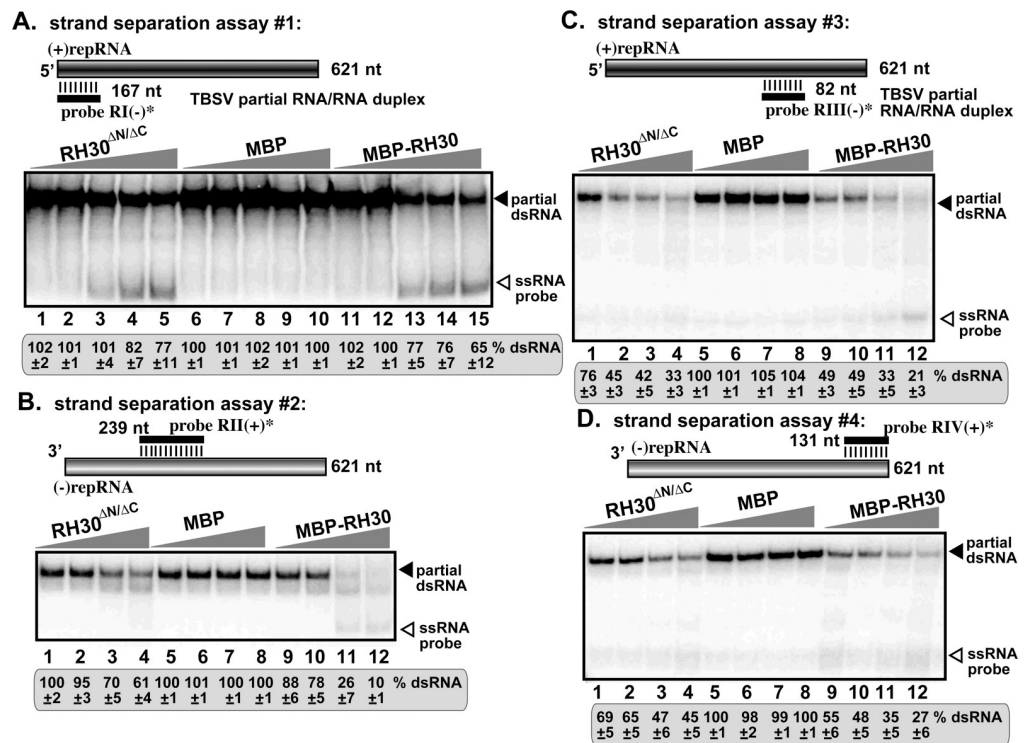 A. strand separation assay #1:
(+)repRNA
5' 621 nt
167 nt
probe RI(-)*
TBSV partial RNA/RNA duplex
RH30ΔN/ΔC MBP MBP-RH30
partial
dsRNA
ssRNA
probe
1 2 3 4 5 6 7 8 9 10 11 12 13 14 15
102 101 101 82 77 100 101 102 101 100 102 100 77 76 65 % dsRNA
±2 ±1 ±4 ±7 ±11 ±1 ±1 ±2 ±1 ±1 ±2 ±1 ±5 ±7 ±12
B. strand separation assay #2:
239 nt probe RII(+)*
3' 621 nt
(-)repRNA
RH30ΔN/ΔC MBP MBP-RH30
partial
dsRNA
ssRNA
probe
1 2 3 4 5 6 7 8 9 10 11 12
100 95 70 61 100 101 100 100 88 78 26 10 % dsRNA
±2 ±3 ±5 ±4 ±1 ±1 ±1 ±1 ±6 ±5 ±7 ±1
C. strand separation assay #3:
(+)repRNA
5' 621 nt
82 nt
probe RIII(-)*
TBSV partial
RNA/RNA duplex
RH30ΔN/ΔC MBP MBP-RH30
partial
dsRNA
ssRNA
probe
1 2 3 4 5 6 7 8 9 10 11 12
76 45 42 33 100 101 105 104 49 49 33 21 % dsRNA
±3 ±3 ±5 ±3 ±1 ±1 ±1 ±1 ±3 ±5 ±5 ±3
D. strand separation assay #4:
probe RIV(+)*
131 nt
3' (-)repRNA
621 nt
RH30ΔN/ΔC MBP MBP-RH30
partial
dsRNA
ssRNA
probe
1 2 3 4 5 6 7 8 9 10 11 12
69 65 47 45 100 98 99 100 55 48 35 27 % dsRNA
±5 ±5 ±6 ±5 ±1 ±2 ±1 ±1 ±6 ±5 ±5 ±6